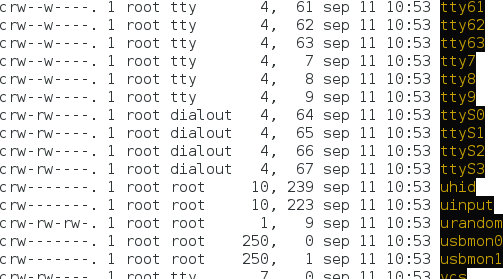 crw--w----. 1 root tty 4, 61 sep 11 10:53 tty61
crw--w----. 1 root tty 4, 62 sep 11 10:53 tty62
crw--w----. 1 root tty 4, 63 sep 11 10:53 tty63
crw--w----. 1 root tty 4, 7 sep 11 10:53 tty7
crw--w----. 1 root tty 4, 8 sep 11 10:53 tty8
crw--w----. 1 root tty 4, 9 sep 11 10:53 tty9
crw-rw----. 1 root dialout 4, 64 sep 11 10:53 ttyS0
crw-rw----. 1 root dialout 4, 65 sep 11 10:53 ttyS1
crw-rw----. 1 root dialout 4, 66 sep 11 10:53 ttyS2
crw-rw----. 1 root dialout 4, 67 sep 11 10:53 ttyS3
crw-------. 1 root root 10, 239 sep 11 10:53 uhid
crw-------. 1 root root 10, 223 sep 11 10:53 uinput
crw-rw-rw-. 1 root root 1, 9 sep 11 10:53 urandom
crw-------. 1 root root 250, 0 sep 11 10:53 usbmon0
crw-------. 1 root root 250, 1 sep 11 10:53 usbmon1
crw-rw----. 1 root tty 7, 0 sep 11 10:53 vcs